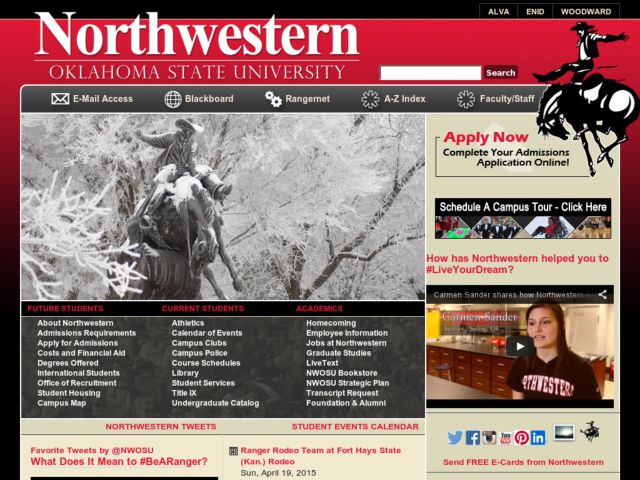 ALVA ENID WOODWARD
Northwestern
OKLAHOMA STATE UNIVERSITY
Search
E-Mail Access Blackboard Rangernet A-Z Index Faculty/Staff
Apply Now
Complete Your Admissions
Application Online!
Schedule A Campus Tour - Click Here
How has Northwestern helped you to
#LiveYourDream?
Carmen Sander shares how Northwestern
Carmen Sander
NORTHWESTERN
FUTURE STUDENTS
About Northwestern
Admissions Requirements
Apply for Admissions
Costs and Financial Aid
Degrees Offered
International Students
Office of Recruitment
Student Housing
Campus Map
CURRENT STUDENTS
Athletics
Calendar of Events
Campus Clubs
Campus Police
Course Schedules
Library
Student Services
Title IX
Undergraduate Catalog
ACADEMICS
Homecoming
Employee Information
Jobs at Northwestern
Graduate Studies
LiveText
NWOSU Bookstore
NWOSU Strategic Plan
Transcript Request
Foundation & Alumni
NORTHWESTERN TWEETS
STUDENT EVENTS CALENDAR
Favorite Tweets by @NWOSU
What Does It Mean to #BeARanger?
Ranger Rodeo Team at Fort Hays State
(Kan.) Rodeo
Sun, April 19, 2015
You Tube
Send FREE E-Cards from Northwestern